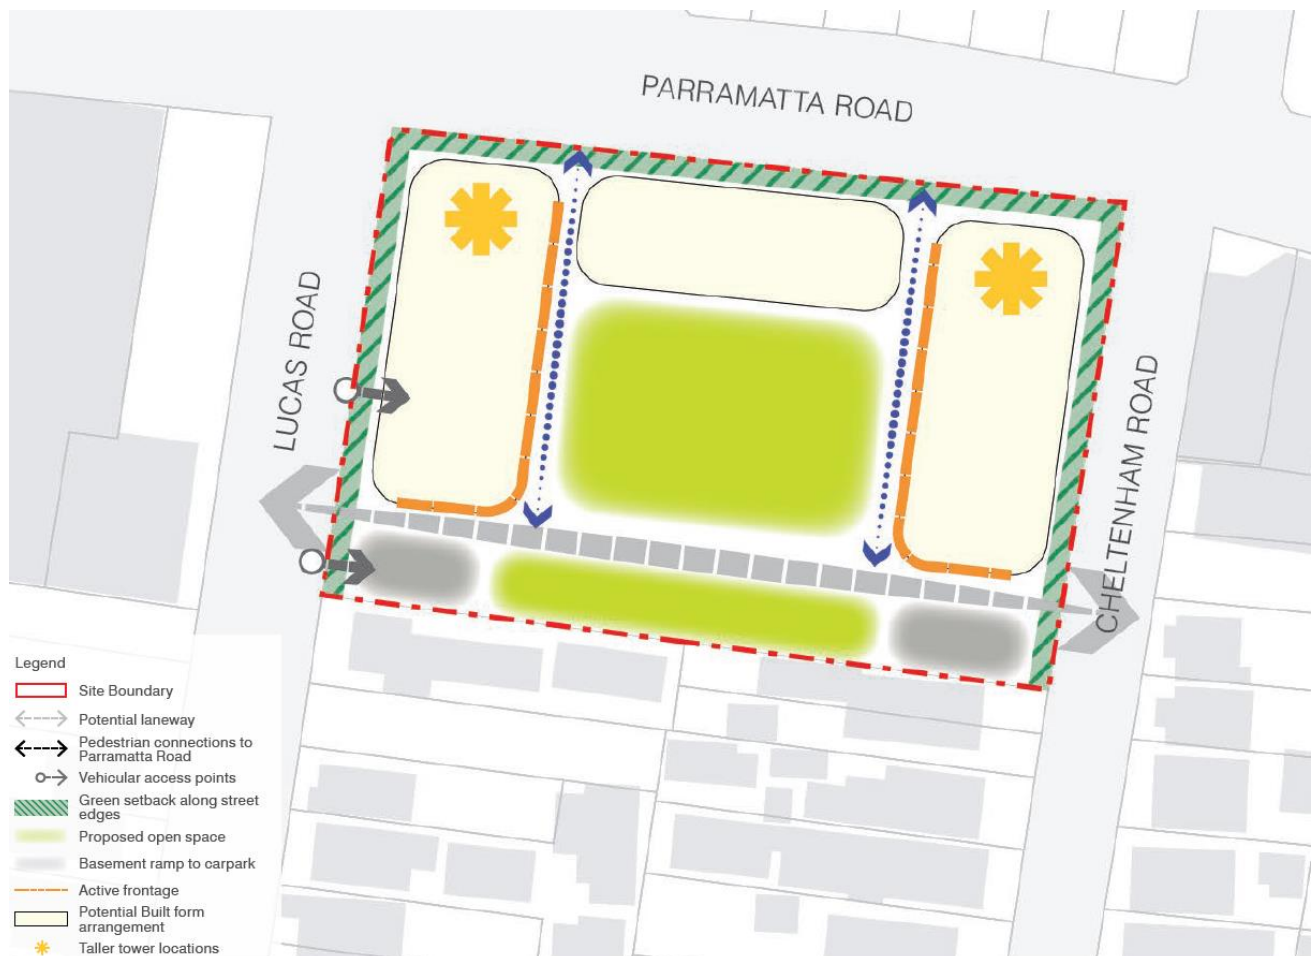 PARRAMATTA ROAD
LUCAS ROAD
CHELTENHAM ROAD
Legend
Site Boundary
Potential laneway
Pedestrian connections to
Parramatta Road
Vehicular access points
Green setback along street
edges
Proposed open space
Basement ramp to carpark
Active frontage
Potential Built form
arrangement
Taller tower locations